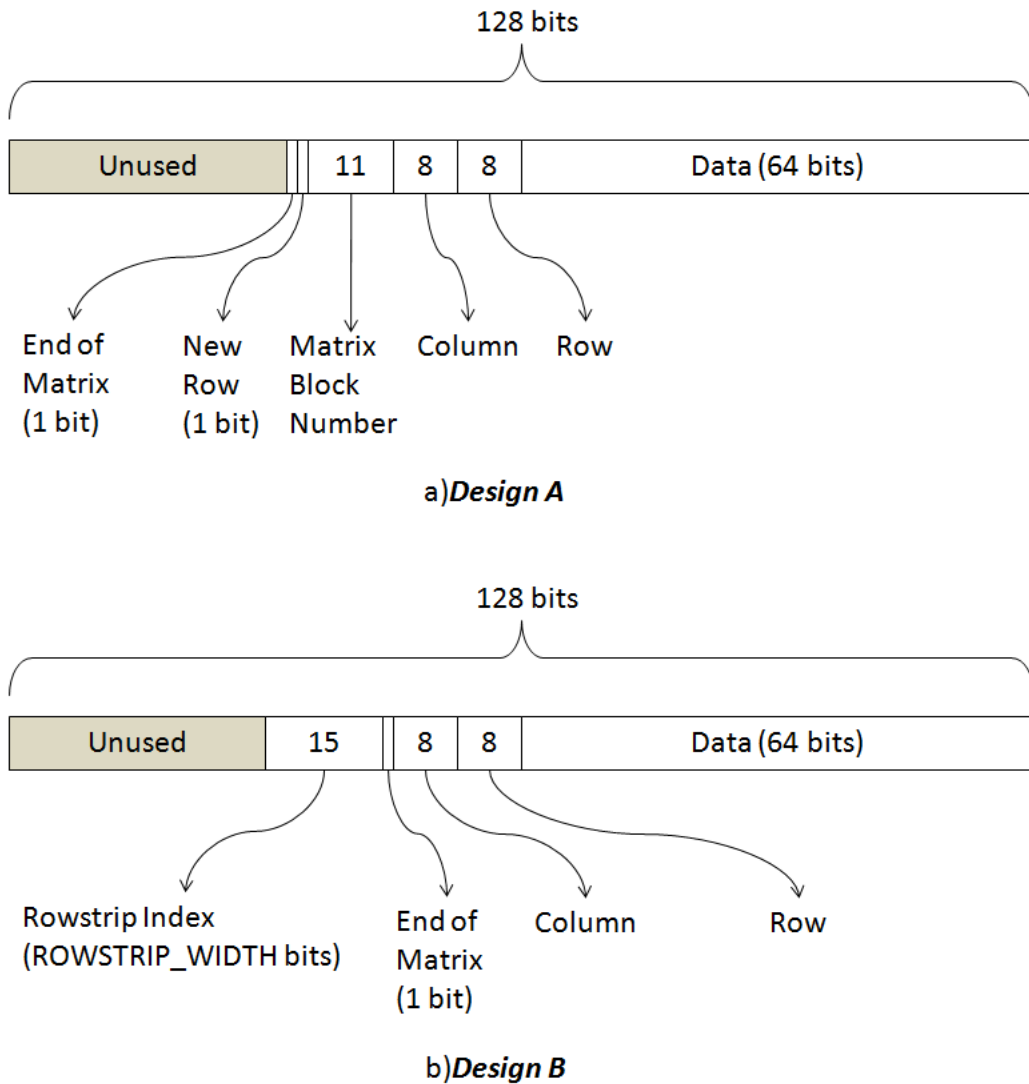 128 bits
Unused 11 8 8 Data (64 bits)
End of Matrix (1 bit)
New Row (1 bit)
Matrix Block Number
Column
Row
a)Design A
128 bits
Unused 15 8 8 Data (64 bits)
Rowstrip Index
(ROWSTRIP_WIDTH bits)
End of Matrix (1 bit)
Column
Row
b)Design B